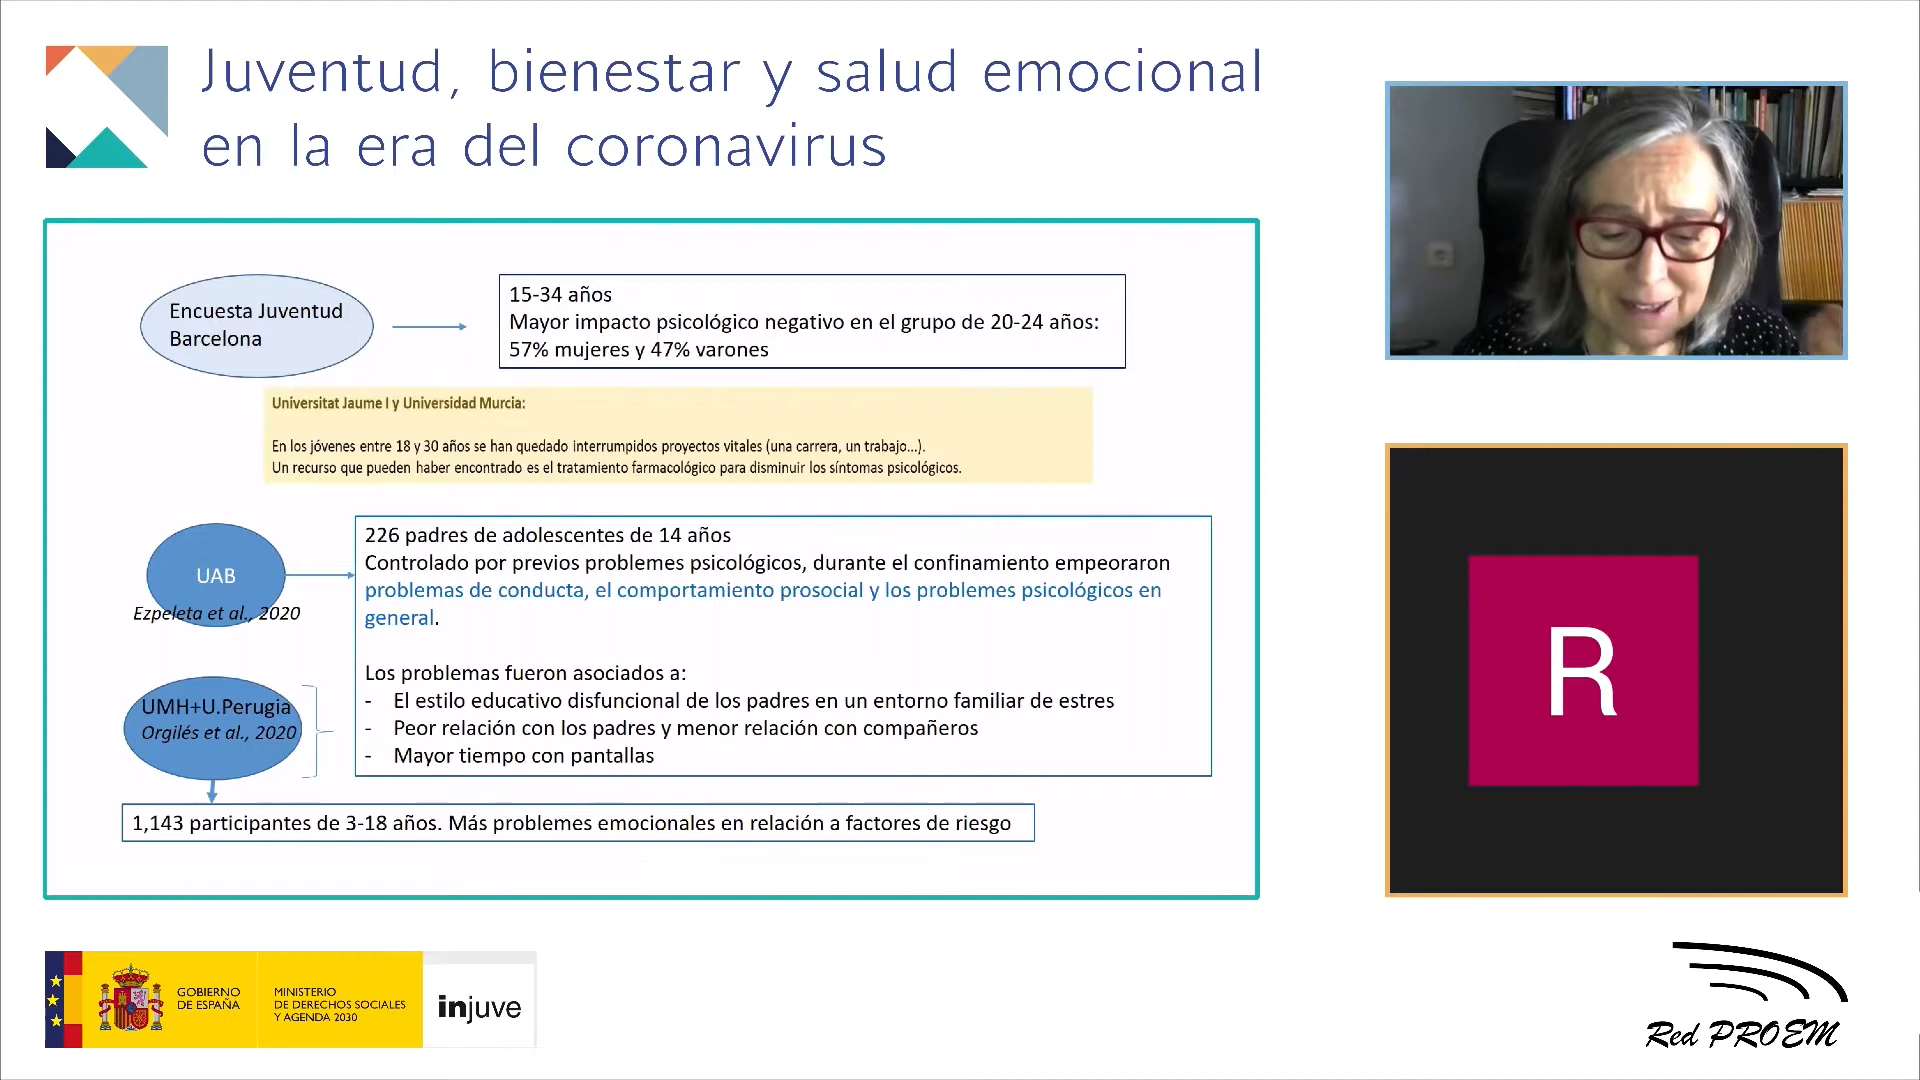 Juventud, bienestar y salud emocional
en la era del coronavirus
Encuesta Juventud
Barcelona
15-34 años
Mayor impacto psicológico negativo en el grupo de 20-24 años:
57% mujeres y 47% varones
Universitat Jaume I y Universidad Murcia:
En los jóvenes entre 18 y 30 años se han quedado interrumpidos proyectos vitales (una carrera, un trabajo...).
Un recurso que pueden haber encontrado es el tratamiento farmacológico para disminuir los síntomas psicológicos.
UAB
Ezpeleta et al., 2020
226 padres de adolescentes de 14 años
Controlado por previos problemas psicológicos, durante el confinamiento empeoraron
problemas de conducta, el comportamiento prosocial y los problemes psicológicos en
general.
Los problemas fueron asociados a:
- El estilo educativo disfuncional de los padres en un entorno familiar de estres
- Peor relación con los padres y menor relación con compañeros
- Mayor tiempo con pantallas
UMH+U.Perugia
Orgilés et al., 2020
1,143 participantes de 3-18 años. Más problemas emocionales en relación a factores de riesgo
R
GOBIERNO
DE ESPAÑA
MINISTERIO
DE DERECHOS SOCIALES
Y AGENDA 2030
injuve
Red PROEM